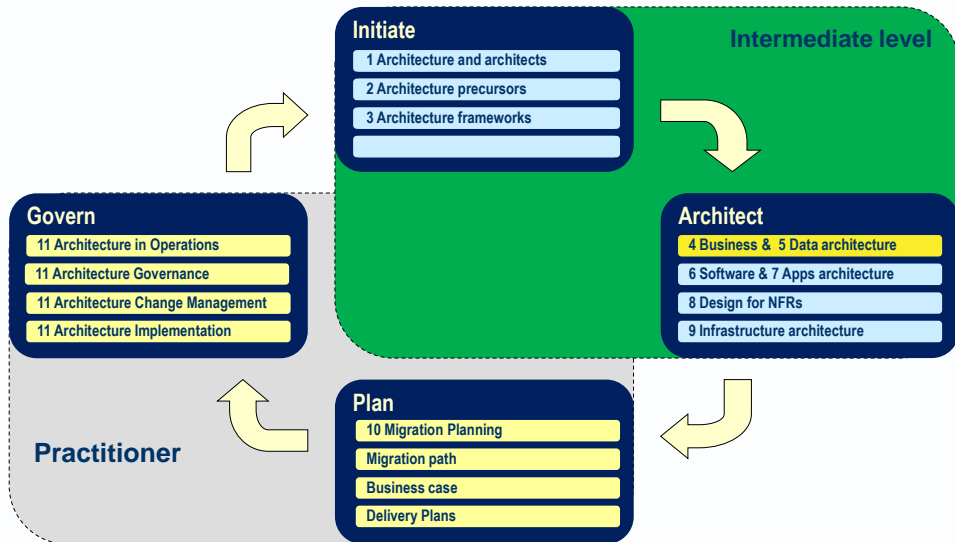 Initiate
1 Architecture and architects
2 Architecture precursors
3 Architecture frameworks
Intermediate level
Govern
11 Architecture in Operations
11 Architecture Governance
11 Architecture Change Management
11 Architecture Implementation
Architect
4 Business & 5 Data architecture
6 Software & 7 Apps architecture
8 Design for NFRs
9 Infrastructure architecture
Plan
10 Migration Planning
Migration path
Business case
Delivery Plans
Practitioner